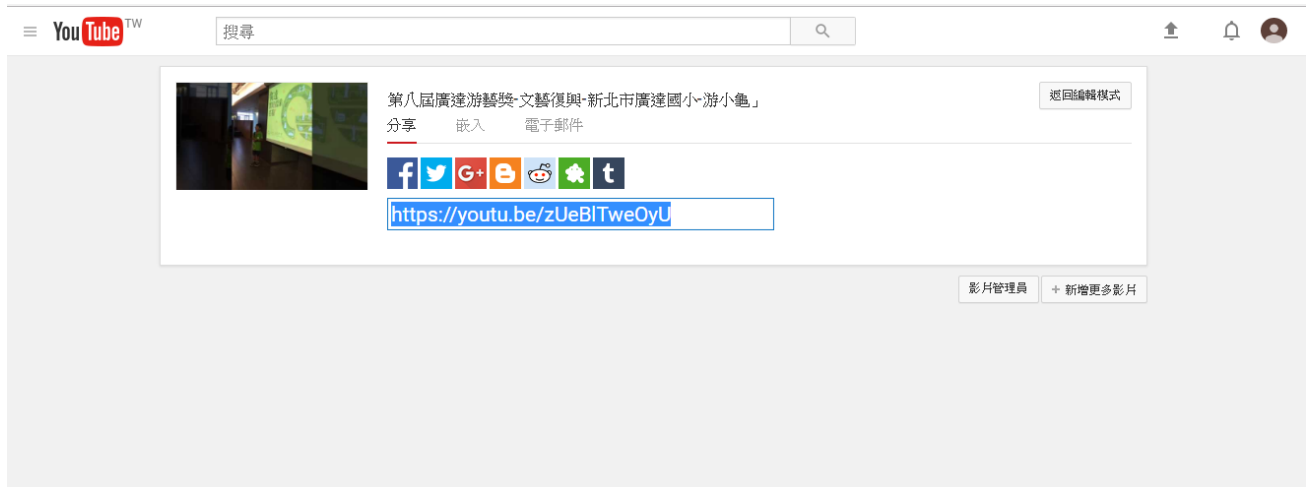 YouTube TW
搜尋
第八屆廣達游藝獎-文藝復興-新北市廣達國小-游小龜」
返回編輯模式
分享 嵌入 電子郵件
f G+ t
https://youtu.be/zUeBlTweOyU
影片管理員 + 新增更多影片